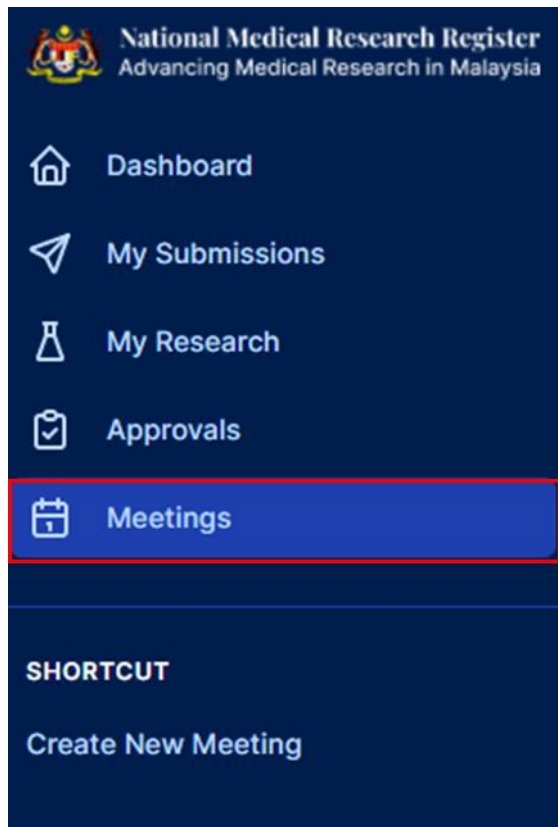 National Medical Research Register
Advancing Medical Research in Malaysia
Dashboard
My Submissions
My Research
Approvals
1
Meetings
SHORTCUT
Create New Meeting